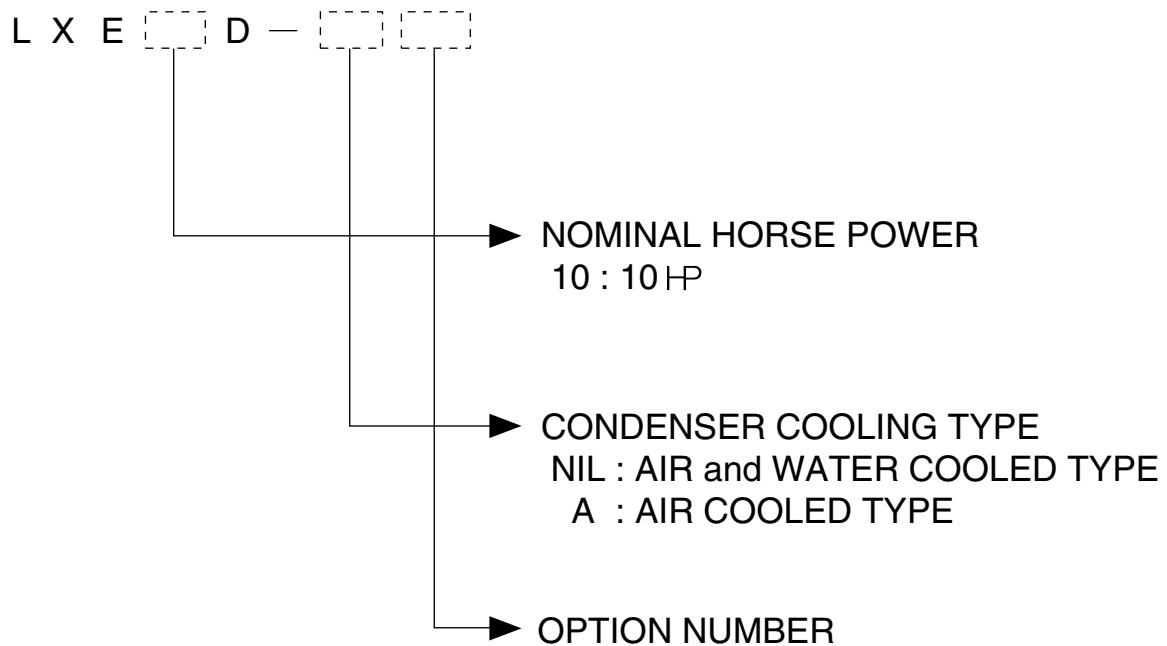 L X E D —
NOMINAL HORSE POWER
10 : 10 HP
CONDENSER COOLING TYPE
NIL : AIR and WATER COOLED TYPE
A : AIR COOLED TYPE
OPTION NUMBER